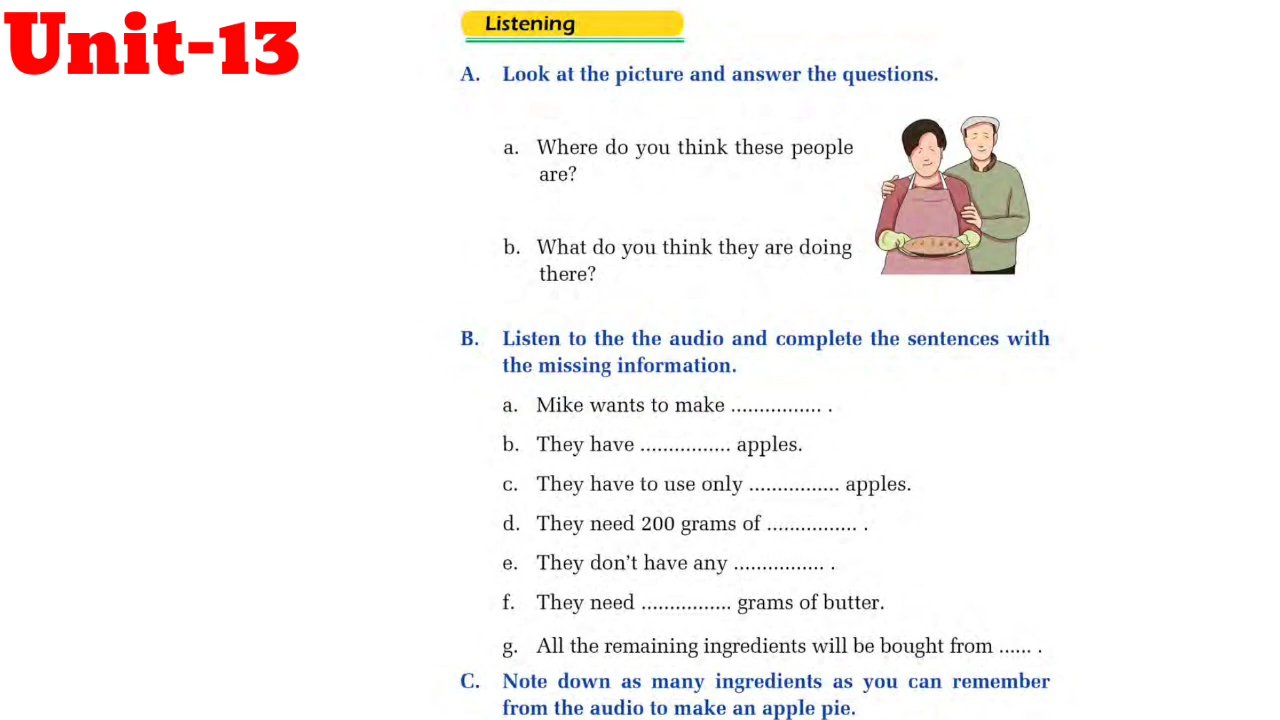 Unit-13
Listening
A. Look at the picture and answer the questions.
a. Where do you think these people
are?
b. What do you think they are doing
there?
B. Listen to the the audio and complete the sentences with
the missing information.
a. Mike wants to make ................ .
b. They have ................ apples.
c. They have to use only ................ apples.
d. They need 200 grams of ................ .
e. They don't have any ................ .
f. They need ................ grams of butter.
g. All the remaining ingredients will be bought from ...... .
C. Note down as many ingredients as you can remember
from the audio to make an apple pie.